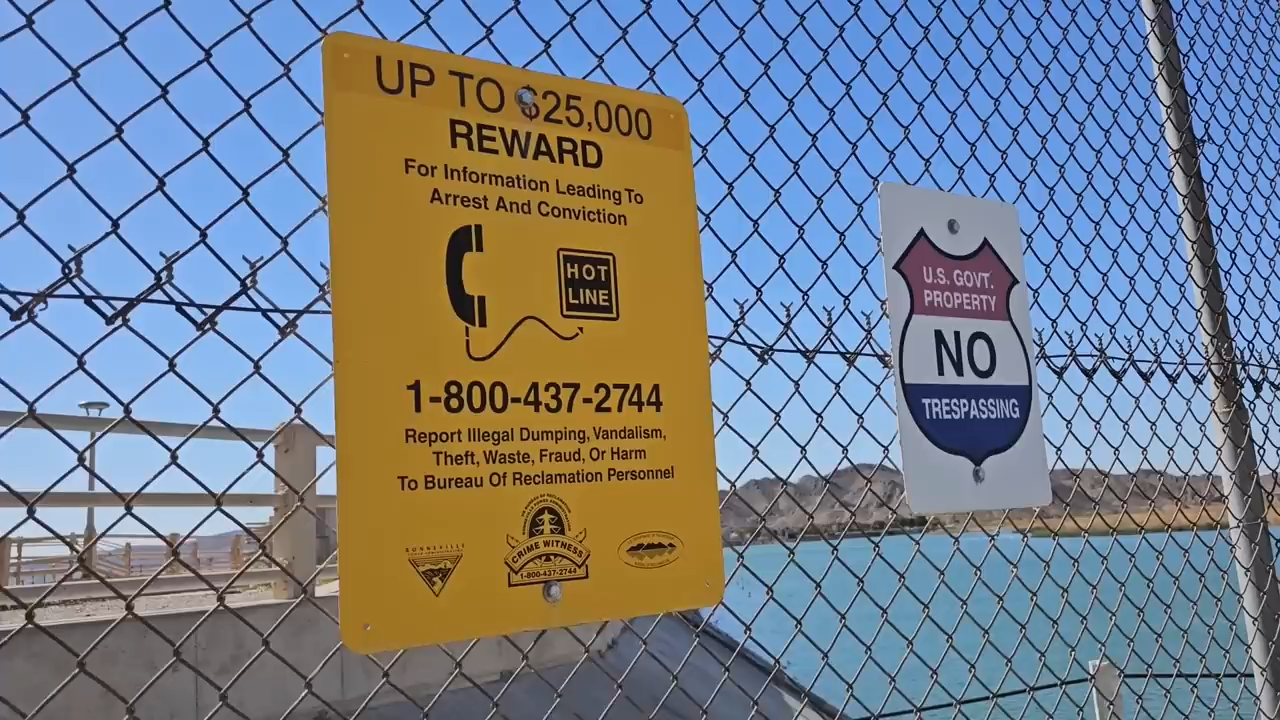 UP TO $25,000
REWARD
For Information Leading To
Arrest And Conviction
HOT
LINE
1-800-437-2744
Report Illegal Dumping, Vandalism,
Theft, Waste, Fraud, Or Harm
To Bureau Of Reclamation Personnel
BONNEVILLE
CRIME WITNESS
1-800-437-2744
U.S. GOVT.
PROPERTY
NO
TRESPASSING